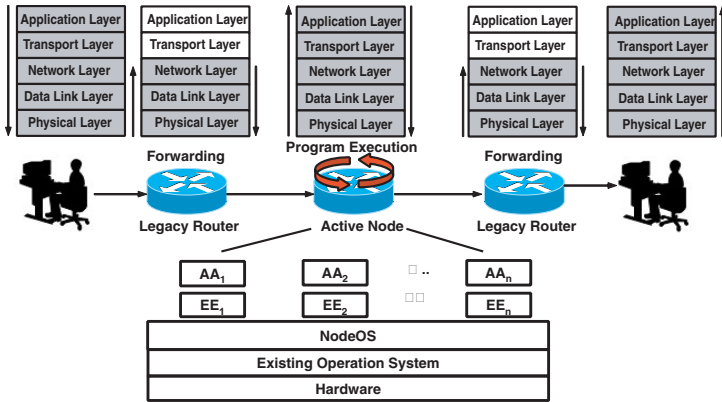 Application Layer
Transport Layer
Network Layer
Data Link Layer
Physical Layer
Application Layer
Transport Layer
Network Layer
Data Link Layer
Physical Layer
Application Layer
Transport Layer
Network Layer
Data Link Layer
Physical Layer
Application Layer
Transport Layer
Network Layer
Data Link Layer
Physical Layer
Application Layer
Transport Layer
Network Layer
Data Link Layer
Physical Layer
Forwarding
Program Execution
Forwarding
Legacy Router
Active Node
Legacy Router
AA1 AA2 □ .. AAn
EE1 EE2 □□ EEn
NodeOS
Existing Operation System
Hardware